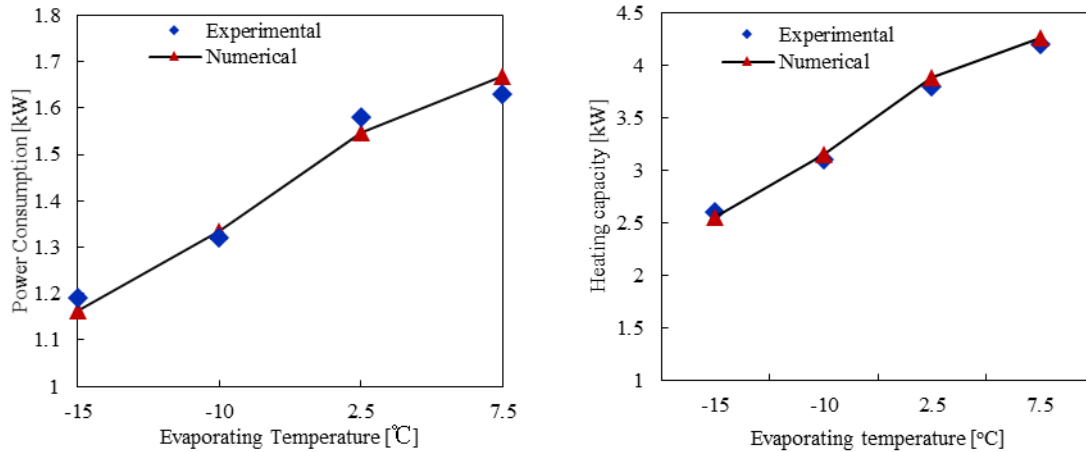 1.8
1.7
1.6
1.5
1.4
1.3
1.2
1.1
1
Power Consumption [kW]
Experimental
Numerical
-15 -10 2.5 7.5
Evaporating Temperature [℃]
4.5
4
3.5
3
2.5
2
1.5
1
Heating capacity [kW]
Experimental
Numerical
-15 -10 2.5 7.5
Evaporating temperature [°C]